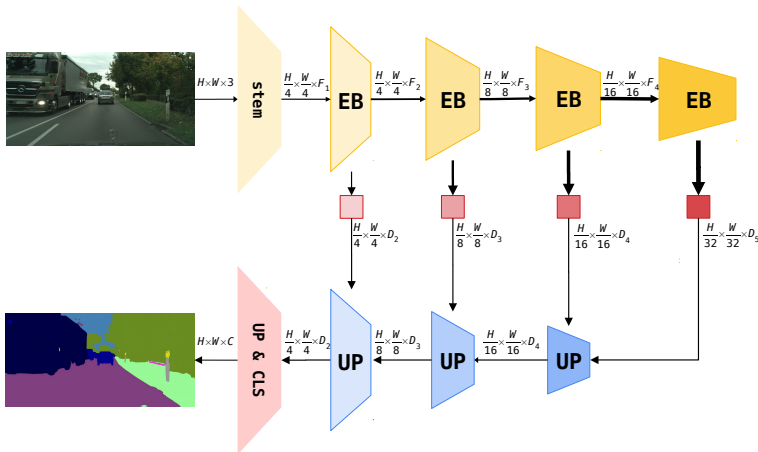 H×W×3
stem
H/4×W/4×F₁
EB
H/4×W/4×F₂
EB
H/8×W/8×F₃
EB
H/16×W/16×F₄
EB
H/4×W/4×D₂
H/8×W/8×D₃
H/16×W/16×D₄
H/32×W/32×D₅
H×W×C
UP & CLS
H/4×W/4×D₂
UP
H/8×W/8×D₃
UP
H/16×W/16×D₄
UP